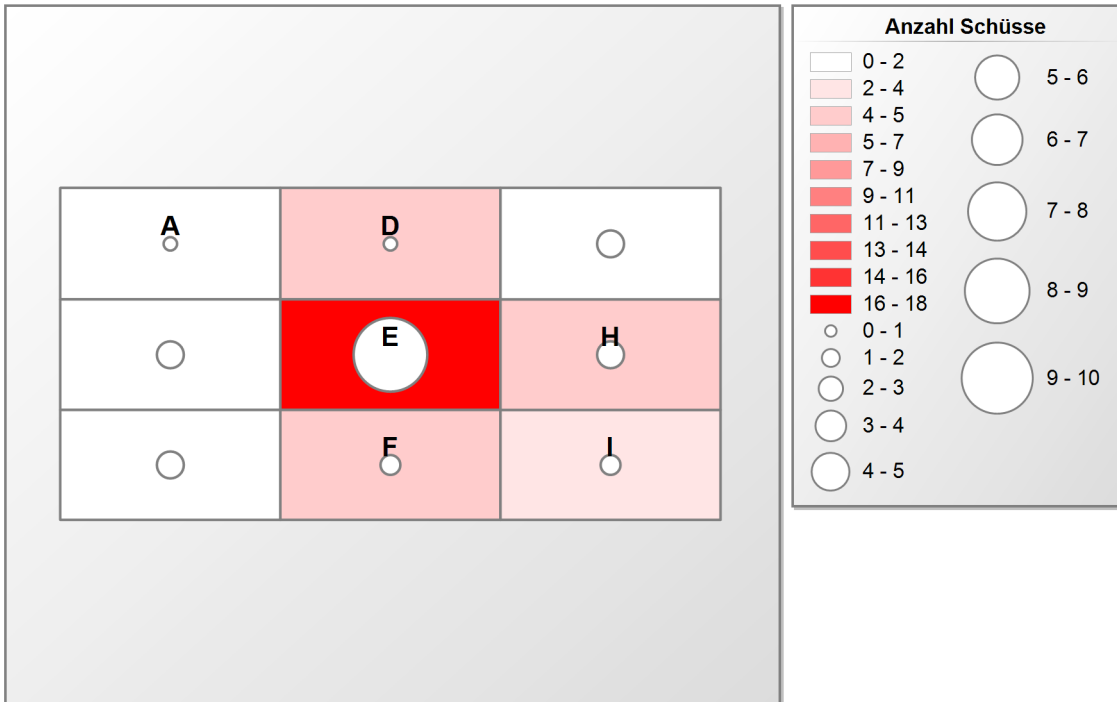 A
D
E
H
F
I
Anzahl Schüsse
0 - 2
2 - 4
4 - 5
5 - 7
7 - 9
9 - 11
11 - 13
13 - 14
14 - 16
16 - 18
0 - 1
1 - 2
2 - 3
3 - 4
4 - 5
5 - 6
6 - 7
7 - 8
8 - 9
9 - 10